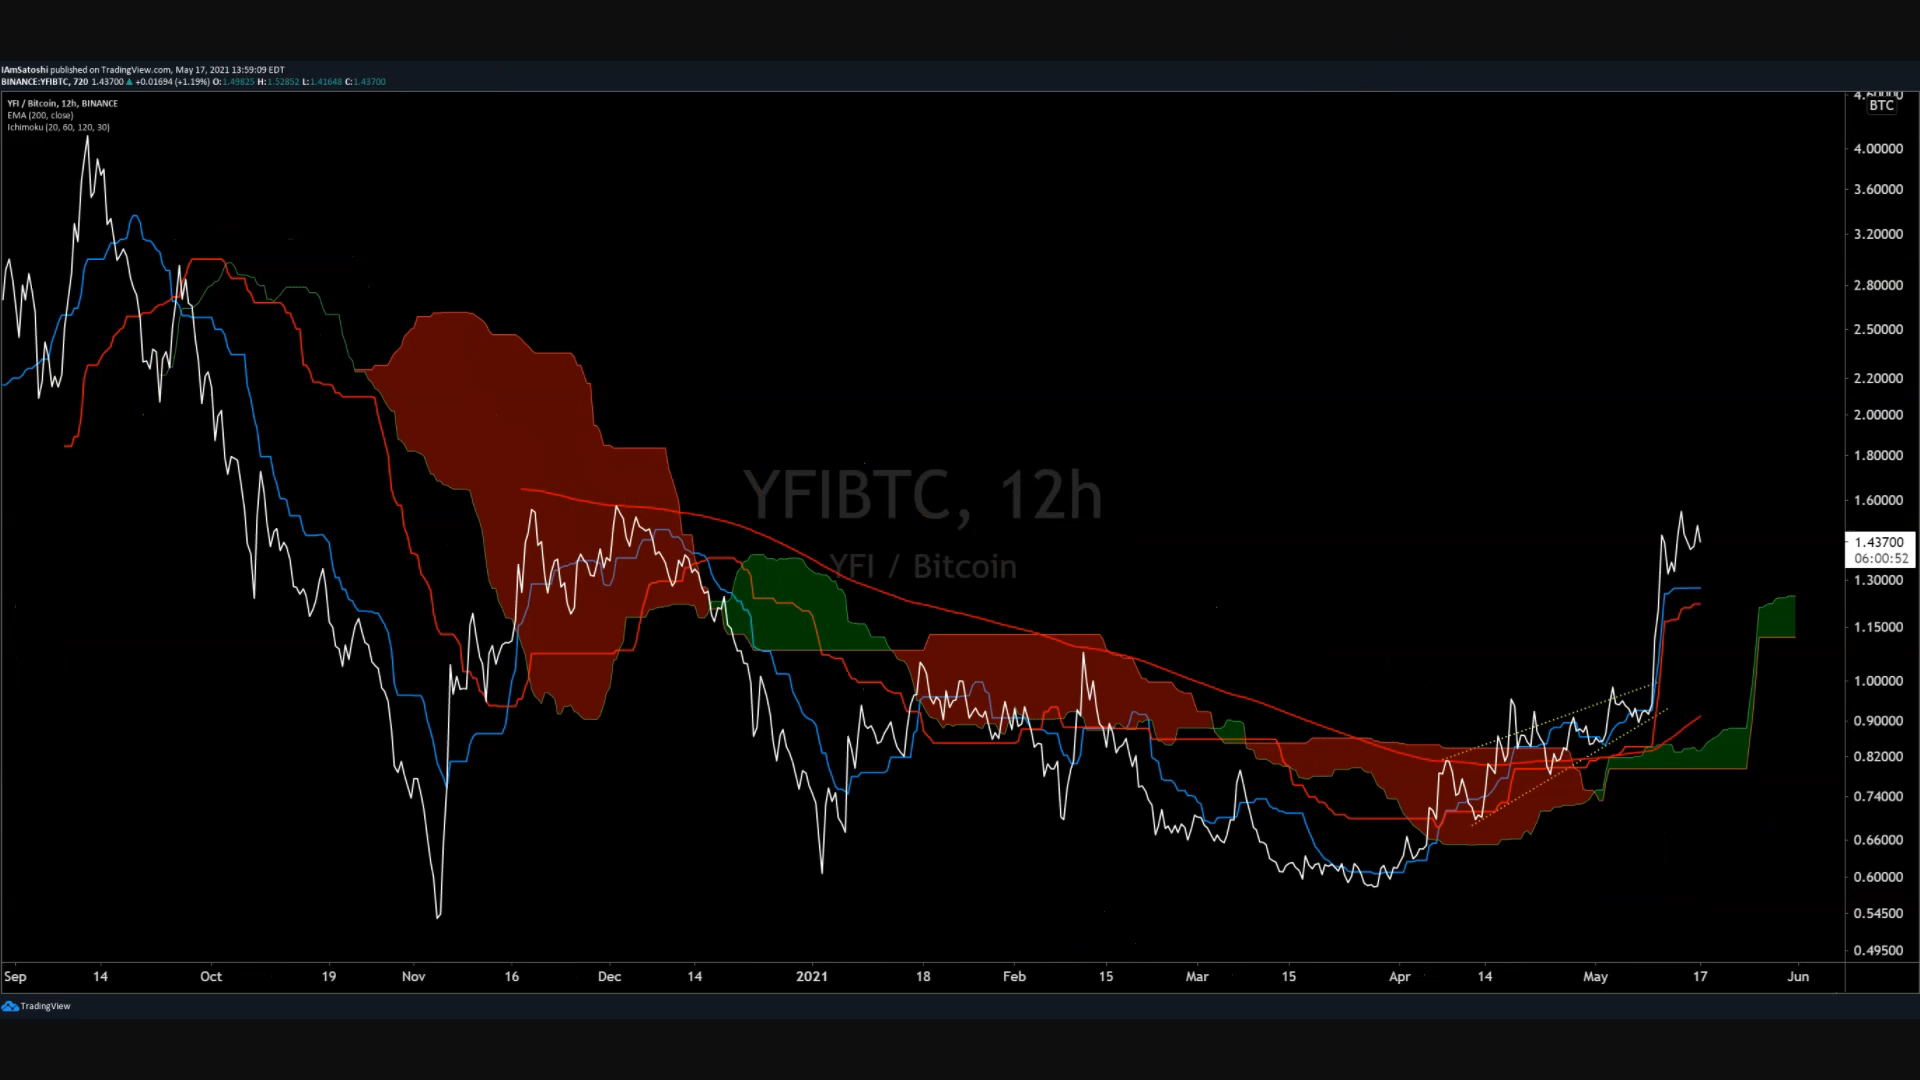 IAmSatoshi published on TradingView.com, May 17, 2021 13:59:09 EDT
BINANCE:YFIBTC, 720 1.43700 ▲ +0.01694 (+1.19%) O:1.49825 H:1.52852 L:1.41648 C:1.43700
YFI / Bitcoin, 12h, BINANCE
EMA (200, close)
Ichimoku (20, 60, 120, 30)
YFIBTC, 12h
YFI / Bitcoin
4.60000
BTC
4.00000
3.60000
3.20000
2.80000
2.50000
2.20000
2.00000
1.80000
1.60000
1.43700
06:00:52
1.30000
1.15000
1.00000
0.90000
0.82000
0.74000
0.66000
0.60000
0.54500
0.49500
Sep 14 Oct 19 Nov 16 Dec 14 2021 18 Feb 15 Mar 15 Apr 14 May 17 Jun
TradingView